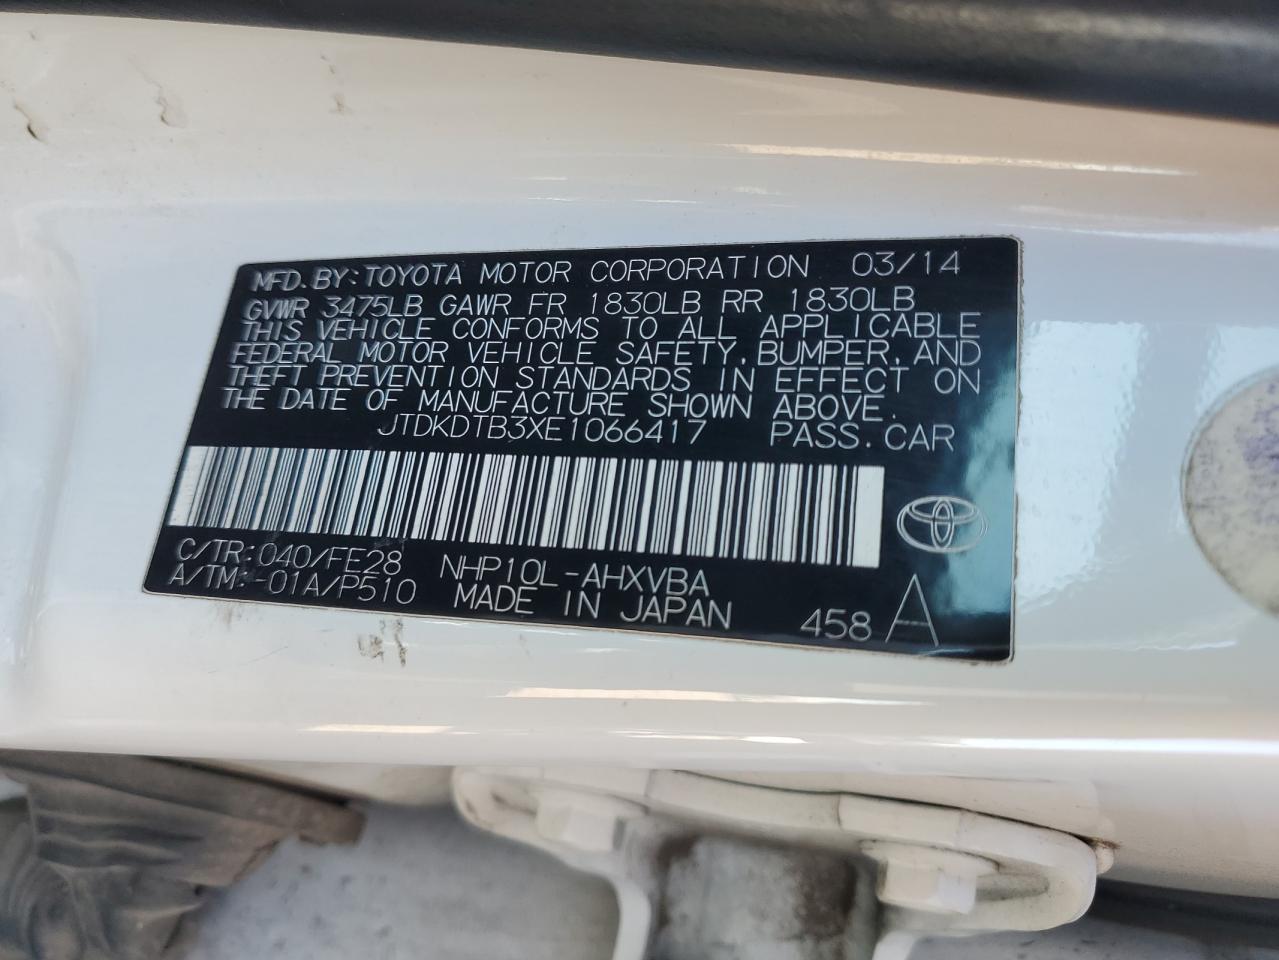 MFD. BY: TOYOTA MOTOR CORPORATION 03/14
GVWR 3475LB GAWR FR 1830LB RR 1830LB
THIS VEHICLE CONFORMS TO ALL APPLICABLE
FEDERAL MOTOR VEHICLE SAFETY, BUMPER, AND
THEFT PREVENTION STANDARDS IN EFFECT ON
THE DATE OF MANUFACTURE SHOWN ABOVE.
JTDKDTB3XE1066417 PASS. CAR
C/TR: 040/FE28 NHP10L-AHXVBA
A/TM: -01A/P510 MADE IN JAPAN 458 A